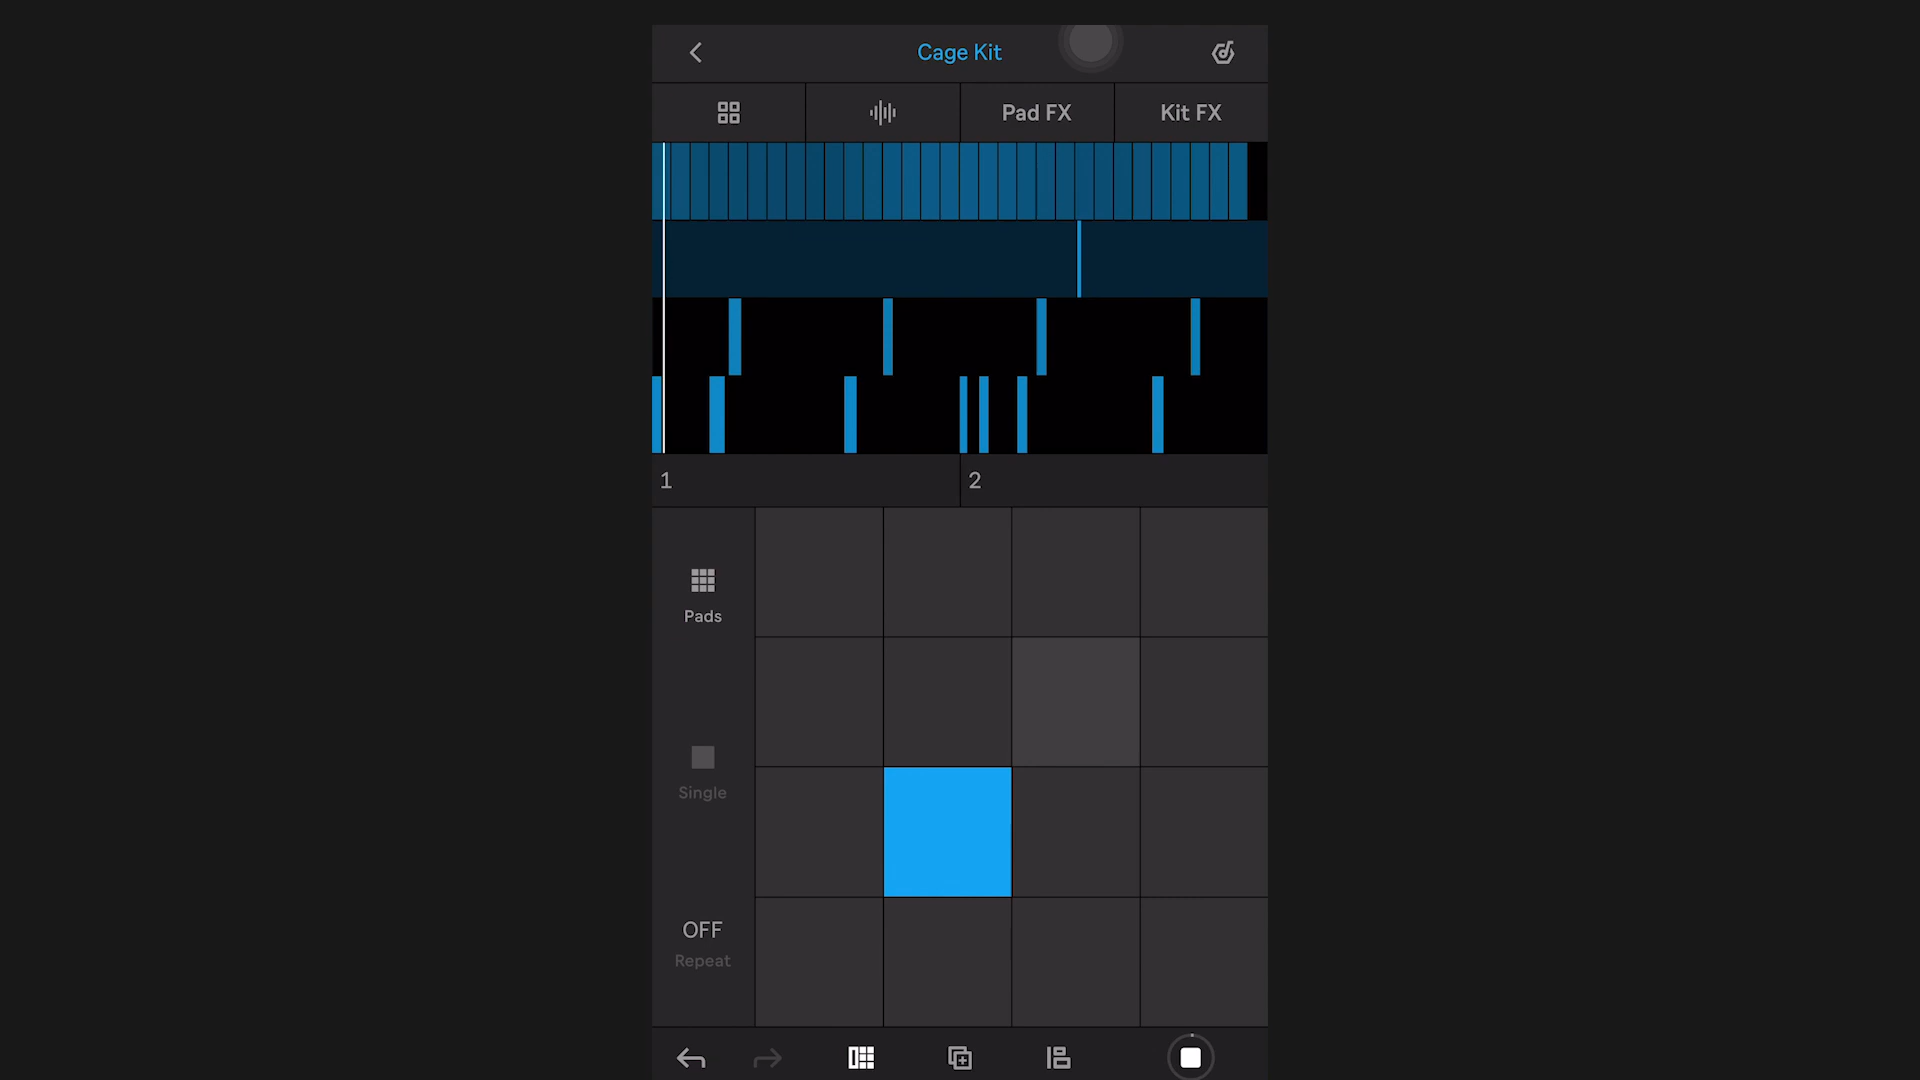 Cage Kit
Pad FX
Kit FX
1
2
Pads
Single
OFF
Repeat